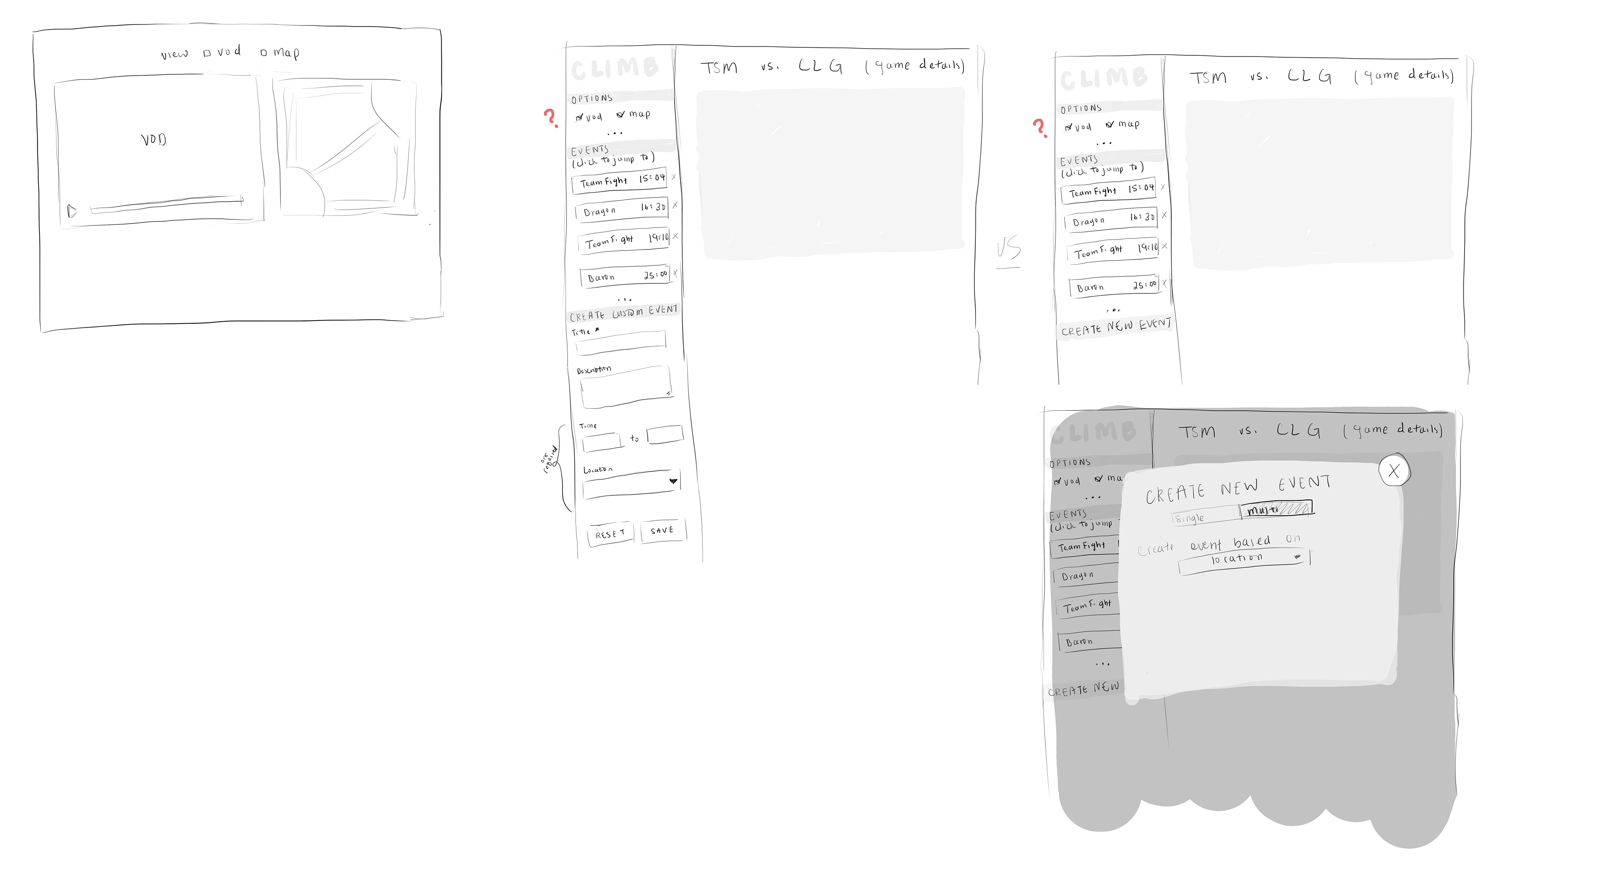 view vod map
VOD
CLIMB
TSM vs. CLG (game details)
?
OPTIONS
vod map
...
EVENTS
(click to jump to)
Team Fight 15:04 x
Dragon 16:30 x
Team Fight 19:10 x
Baron 25:00 x
...
CREATE CUSTOM EVENT
Title *
Description
Time
to
are required
Location
RESET SAVE
VS
CLIMB
TSM vs. CLG (game details)
?
OPTIONS
vod map
...
EVENTS
(click to jump to)
Team Fight 15:04 x
Dragon 16:30 x
Team Fight 19:10 x
Baron 25:00 x
...
CREATE NEW EVENT
CLIMB
TSM vs. CLG (game details)
OPTIONS
vod ma
...
EVENTS
(click to jump
Team Fight
Dragon
Team Fight
Baron
...
CREATE NEW
X
CREATE NEW EVENT
single multi
Create event based on
location